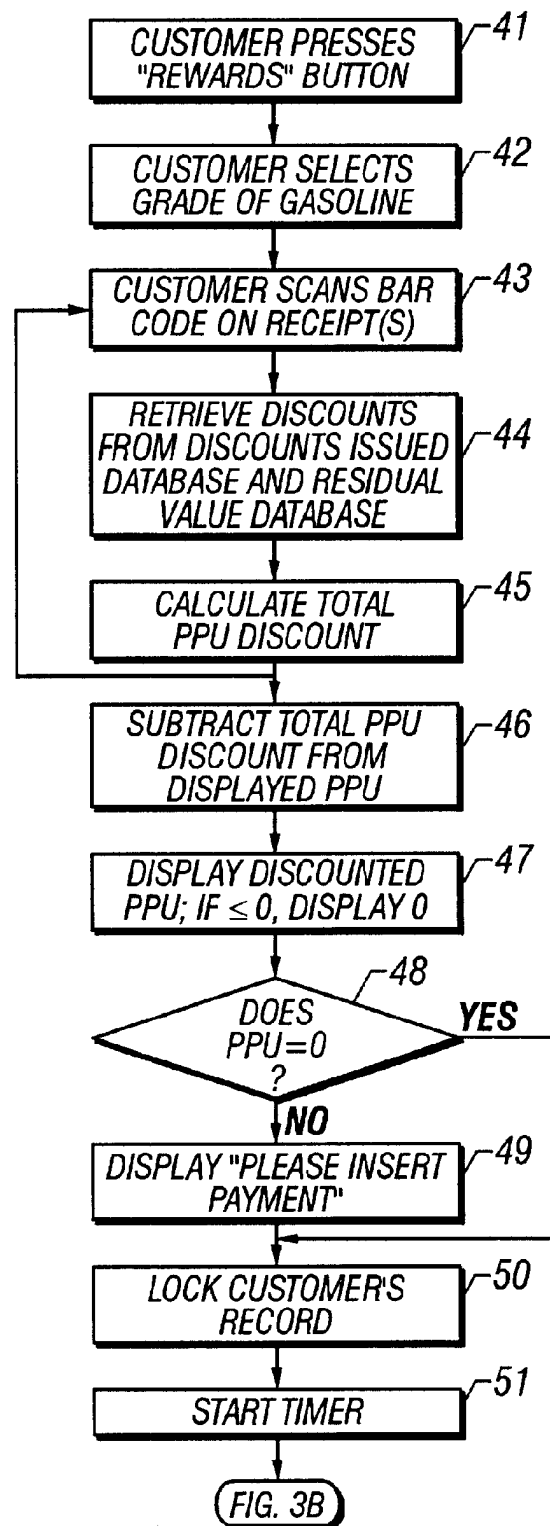 CUSTOMER PRESSES
"REWARDS" BUTTON
41
CUSTOMER SELECTS
GRADE OF GASOLINE
42
CUSTOMER SCANS BAR
CODE ON RECEIPT(S)
43
RETRIEVE DISCOUNTS
FROM DISCOUNTS ISSUED
DATABASE AND RESIDUAL
VALUE DATABASE
44
CALCULATE TOTAL
PPU DISCOUNT
45
SUBTRACT TOTAL PPU
DISCOUNT FROM
DISPLAYED PPU
46
DISPLAY DISCOUNTED
PPU; IF ≤ 0, DISPLAY 0
47
DOES
PPU=0
?
48
YES
NO
DISPLAY "PLEASE INSERT
PAYMENT"
49
LOCK CUSTOMER'S
RECORD
50
START TIMER
51
FIG. 3B